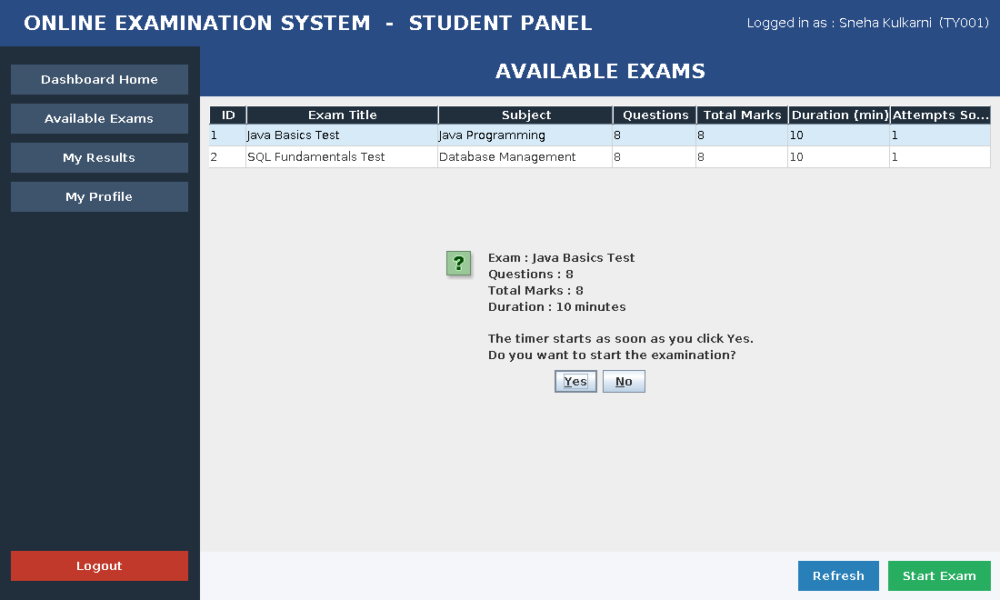 ONLINE EXAMINATION SYSTEM - STUDENT PANEL
Logged in as : Sneha Kulkarni (TY001)
Dashboard Home
Available Exams
My Results
My Profile
Logout
AVAILABLE EXAMS
ID Exam Title Subject Questions Total Marks Duration (min) Attempts So...
1 Java Basics Test Java Programming 8 8 10 1
2 SQL Fundamentals Test Database Management 8 8 10 1
?
Exam : Java Basics Test
Questions : 8
Total Marks : 8
Duration : 10 minutes
The timer starts as soon as you click Yes.
Do you want to start the examination?
Yes No
Refresh Start Exam